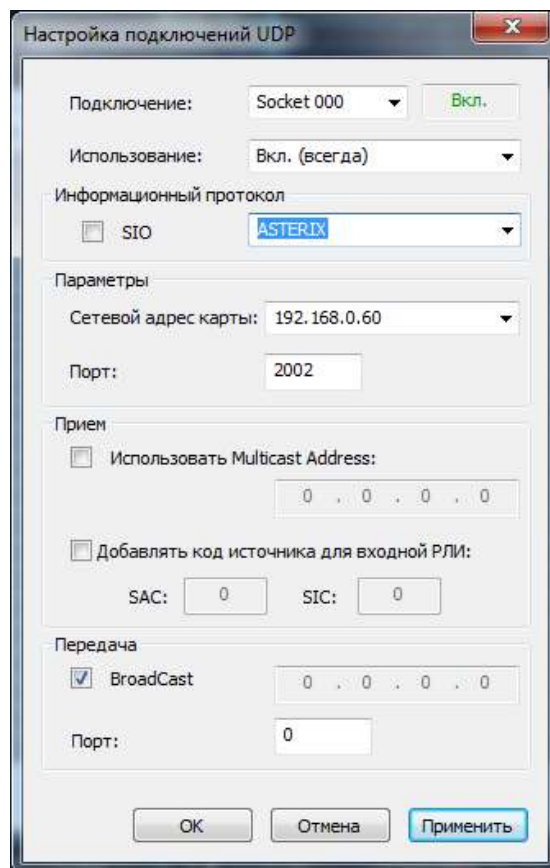 Настройка подключений UDP
Подключение: Socket 000 Вкл.
Использование: Вкл. (всегда)
Информационный протокол
SIO ASTERIX
Параметры
Сетевой адрес карты: 192.168.0.60
Порт: 2002
Прием
Использовать Multicast Address:
0 . 0 . 0 . 0
Добавлять код источника для входной РЛИ:
SAC: 0 SIC: 0
Передача
BroadCast 0 . 0 . 0 . 0
Порт: 0
OK Отмена Применить